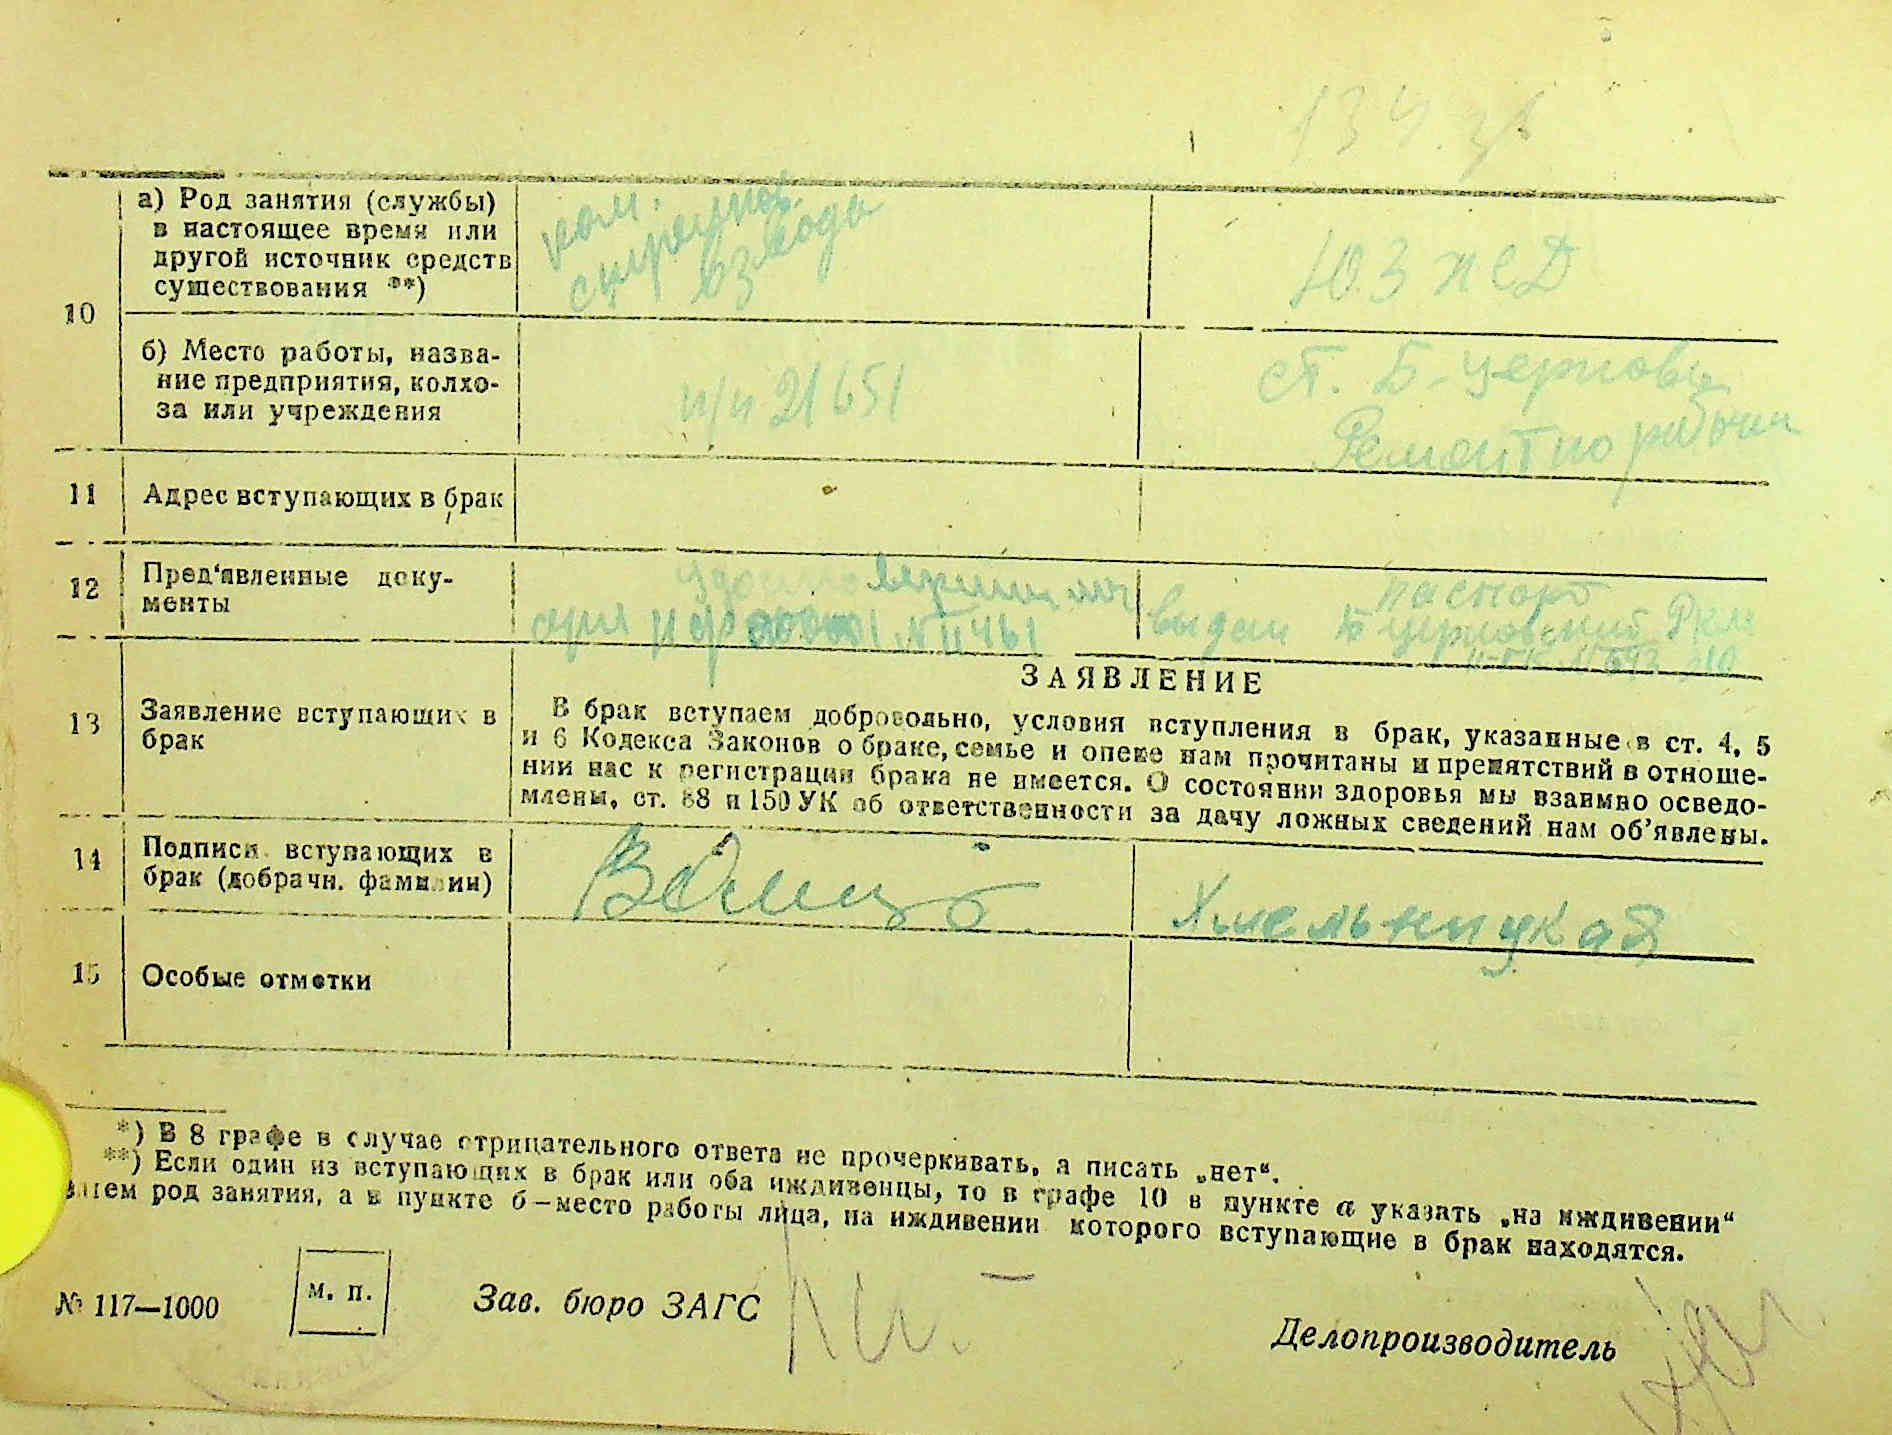 10
а) Род занятия (службы)
в настоящее время или
другой источник средств
существования **)
ком.
взвода
ЮЗ ЖД
б) Место работы, назва-
ние предприятия, колхо-
за или учреждения
п/п 21651
ст. Б-Церковь
Ремонтно рабочая
11
Адрес вступающих в брак
12
Пред'явленные доку-
менты
паспорт
выдан Б Церковский
13
Заявление вступающих в
брак
ЗАЯВЛЕНИЕ
В брак вступаем добровольно, условия вступления в брак, указанные в ст. 4, 5
и 6 Кодекса Законов о браке, семье и опеке нам прочитаны и препятствий в отноше-
нии нас к регистрации брака не имеется. О состоянии здоровья мы взаимно осведо-
млены, ст. 88 и 150 УК об ответственности за дачу ложных сведений нам об'явлены.
14
Подписи вступающих в
брак (добрачн. фамилии)
Хмельницкая
15
Особые отметки
*) В 8 графе в случае отрицательного ответа не прочеркивать, а писать „нет“.
**) Если один из вступающих в брак или оба иждивенцы, то в графе 10 в пункте а указать „на иждивении“
затем род занятия, а в пункте б—место работы лица, на иждивении которого вступающие в брак находятся.
№ 117—1000
м. п.
Зав. бюро ЗАГС
Делопроизводитель